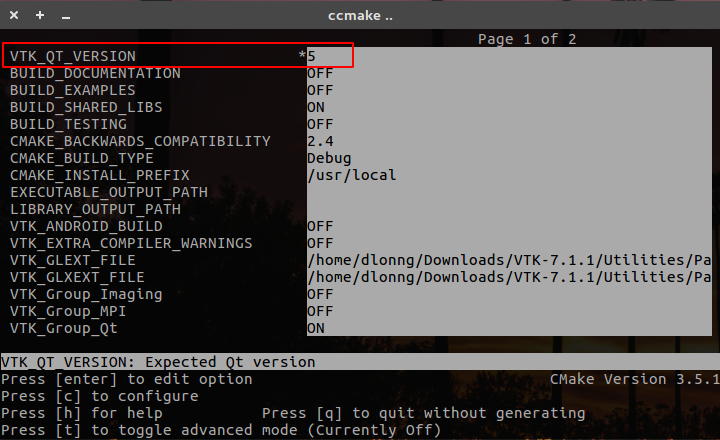 ccmake ..
Page 1 of 2
VTK_QT_VERSION *5
BUILD_DOCUMENTATION OFF
BUILD_EXAMPLES OFF
BUILD_SHARED_LIBS ON
BUILD_TESTING OFF
CMAKE_BACKWARDS_COMPATIBILITY 2.4
CMAKE_BUILD_TYPE Debug
CMAKE_INSTALL_PREFIX /usr/local
EXECUTABLE_OUTPUT_PATH
LIBRARY_OUTPUT_PATH
VTK_ANDROID_BUILD OFF
VTK_EXTRA_COMPILER_WARNINGS OFF
VTK_GLEXT_FILE /home/dlonng/Downloads/VTK-7.1.1/Utilities/Pa
VTK_GLXEXT_FILE /home/dlonng/Downloads/VTK-7.1.1/Utilities/Pa
VTK_Group_Imaging OFF
VTK_Group_MPI OFF
VTK_Group_Qt ON
VTK_QT_VERSION: Expected Qt version
Press [enter] to edit option CMake Version 3.5.1
Press [c] to configure
Press [h] for help Press [q] to quit without generating
Press [t] to toggle advanced mode (Currently Off)